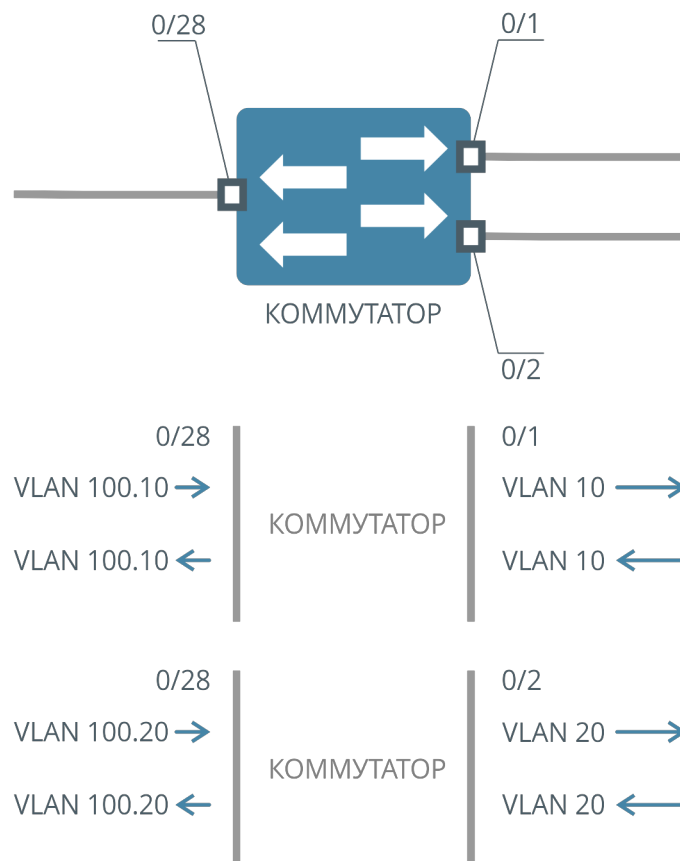 0/28
0/1
КОММУТАТОР
0/2
0/28
0/1
VLAN 100.10
VLAN 10
КОММУТАТОР
VLAN 100.10
VLAN 10
0/28
0/2
VLAN 100.20
VLAN 20
КОММУТАТОР
VLAN 100.20
VLAN 20